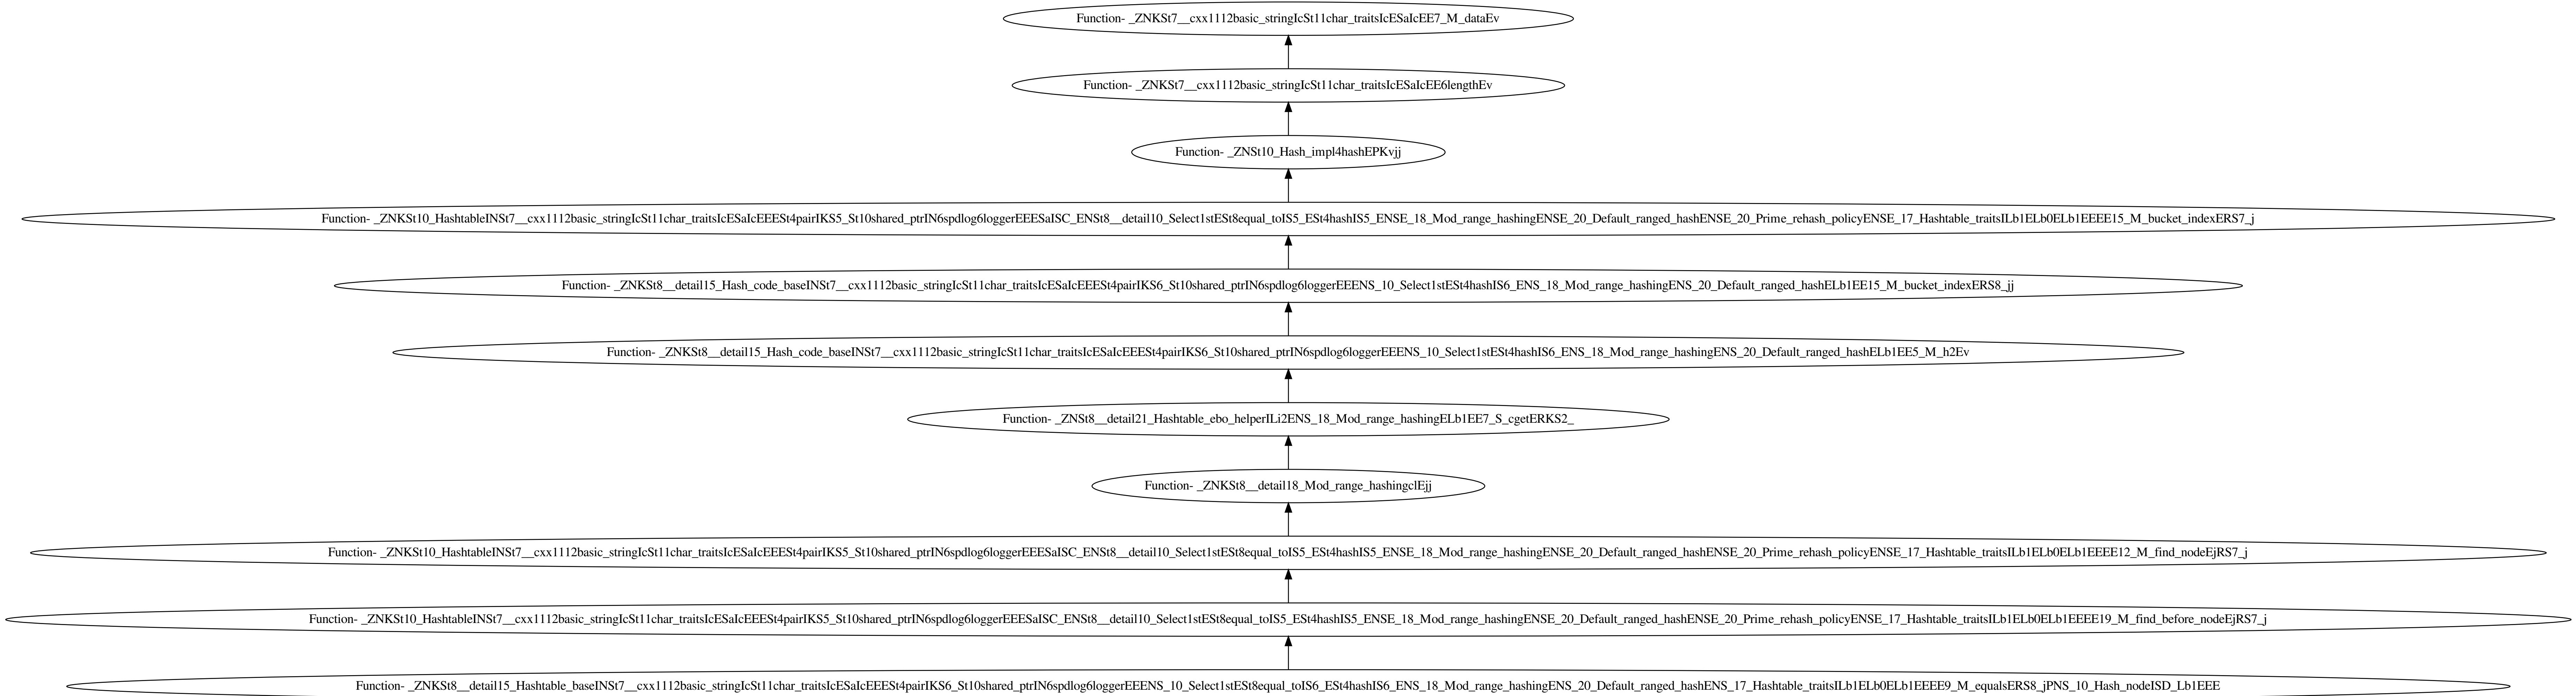 Function- _ZNKSt7__cxx1112basic_stringIcSt11char_traitsIcESaIcEE7_M_dataEv
Function- _ZNKSt7__cxx1112basic_stringIcSt11char_traitsIcESaIcEE6lengthEv
Function- _ZNSt10_Hash_impl4hashEPKvjj
Function- _ZNKSt10_HashtableINSt7__cxx1112basic_stringIcSt11char_traitsIcESaIcEEESt4pairIKS5_St10shared_ptrIN6spdlog6loggerEEESaISC_ENSt8__detail10_Select1stESt8equal_toIS5_ESt4hashIS5_ENSE_18_Mod_range_hashingENSE_20_Default_ranged_hashENSE_20_Prime_rehash_policyENSE_17_Hashtable_traitsILb1ELb0ELb1EEEE15_M_bucket_indexERS7_j
Function- _ZNKSt8__detail15_Hash_code_baseINSt7__cxx1112basic_stringIcSt11char_traitsIcESaIcEEESt4pairIKS6_St10shared_ptrIN6spdlog6loggerEEENS_10_Select1stESt4hashIS6_ENS_18_Mod_range_hashingENS_20_Default_ranged_hashELb1EE15_M_bucket_indexERS8_jj
Function- _ZNKSt8__detail15_Hash_code_baseINSt7__cxx1112basic_stringIcSt11char_traitsIcESaIcEEESt4pairIKS6_St10shared_ptrIN6spdlog6loggerEEENS_10_Select1stESt4hashIS6_ENS_18_Mod_range_hashingENS_20_Default_ranged_hashELb1EE5_M_h2Ev
Function- _ZNSt8__detail21_Hashtable_ebo_helperILi2ENS_18_Mod_range_hashingELb1EE7_S_cgetERKS2_
Function- _ZNKSt8__detail18_Mod_range_hashingclEjj
Function- _ZNKSt10_HashtableINSt7__cxx1112basic_stringIcSt11char_traitsIcESaIcEEESt4pairIKS5_St10shared_ptrIN6spdlog6loggerEEESaISC_ENSt8__detail10_Select1stESt8equal_toIS5_ESt4hashIS5_ENSE_18_Mod_range_hashingENSE_20_Default_ranged_hashENSE_20_Prime_rehash_policyENSE_17_Hashtable_traitsILb1ELb0ELb1EEEE12_M_find_nodeEjRS7_j
Function- _ZNKSt10_HashtableINSt7__cxx1112basic_stringIcSt11char_traitsIcESaIcEEESt4pairIKS5_St10shared_ptrIN6spdlog6loggerEEESaISC_ENSt8__detail10_Select1stESt8equal_toIS5_ESt4hashIS5_ENSE_18_Mod_range_hashingENSE_20_Default_ranged_hashENSE_20_Prime_rehash_policyENSE_17_Hashtable_traitsILb1ELb0ELb1EEEE19_M_find_before_nodeEjRS7_j
Function- _ZNKSt8__detail15_Hashtable_baseINSt7__cxx1112basic_stringIcSt11char_traitsIcESaIcEEESt4pairIKS6_St10shared_ptrIN6spdlog6loggerEEENS_10_Select1stESt8equal_toIS6_ESt4hashIS6_ENS_18_Mod_range_hashingENS_20_Default_ranged_hashENS_17_Hashtable_traitsILb1ELb0ELb1EEEE9_M_equalsERS8_jPNS_10_Hash_nodeISD_Lb1EEE